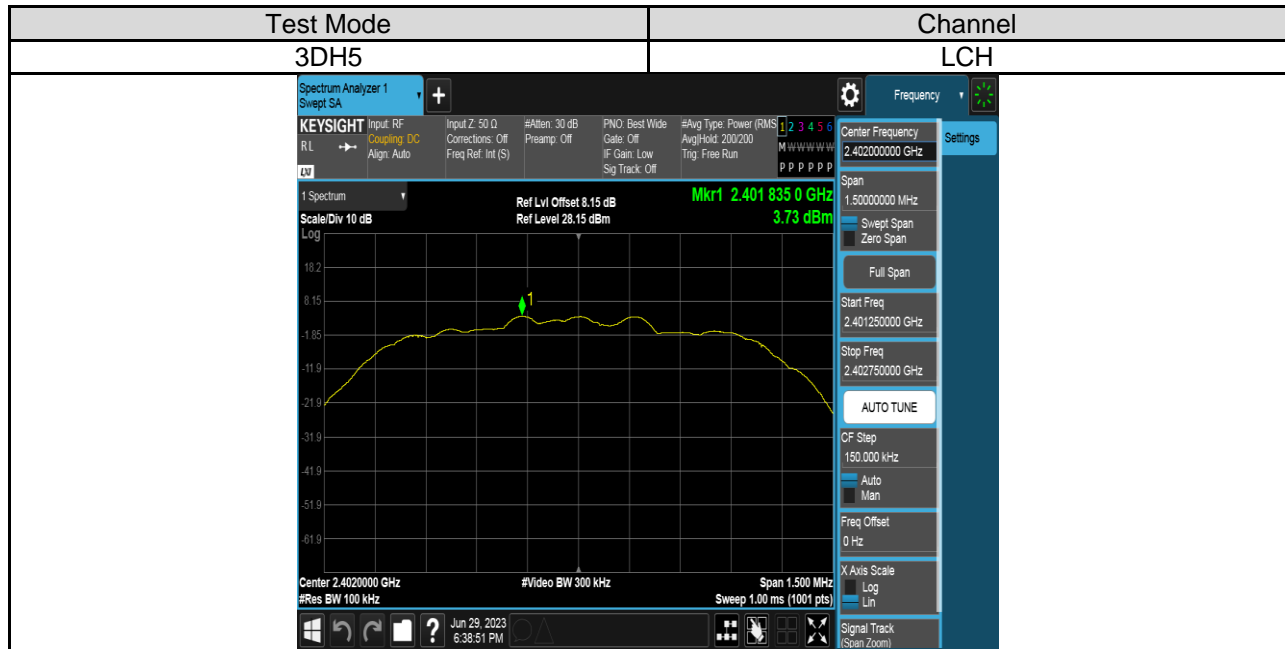 Test Mode Channel
3DH5 LCH
Spectrum Analyzer 1
Swept SA
+
Frequency
KEYSIGHT Input: RF Input Z: 50 Ω #Atten: 30 dB PNO: Best Wide #Avg Type: Power (RMS 1 2 3 4 5 6
RL Coupling: DC Corrections: Off Preamp: Off Gate: Off Avg|Hold: 200/200 M W W W W W
Align: Auto Freq Ref: Int (S) IF Gain: Low Trig: Free Run
LXI Sig Track: Off P P P P P P
1 Spectrum
Scale/Div 10 dB
Ref Lvl Offset 8.15 dB
Ref Level 28.15 dBm
Mkr1 2.401 835 0 GHz
3.73 dBm
Log
18.2
8.15
1
-1.85
-11.9
-21.9
-31.9
-41.9
-51.9
-61.9
Center 2.4020000 GHz #Video BW 300 kHz Span 1.500 MHz
#Res BW 100 kHz Sweep 1.00 ms (1001 pts)
?
Jun 29, 2023
6:38:51 PM
Center Frequency
2.402000000 GHz
Settings
Span
1.50000000 MHz
Swept Span
Zero Span
Full Span
Start Freq
2.401250000 GHz
Stop Freq
2.402750000 GHz
AUTO TUNE
CF Step
150.000 kHz
Auto
Man
Freq Offset
0 Hz
X Axis Scale
Log
Lin
Signal Track
(Span Zoom)